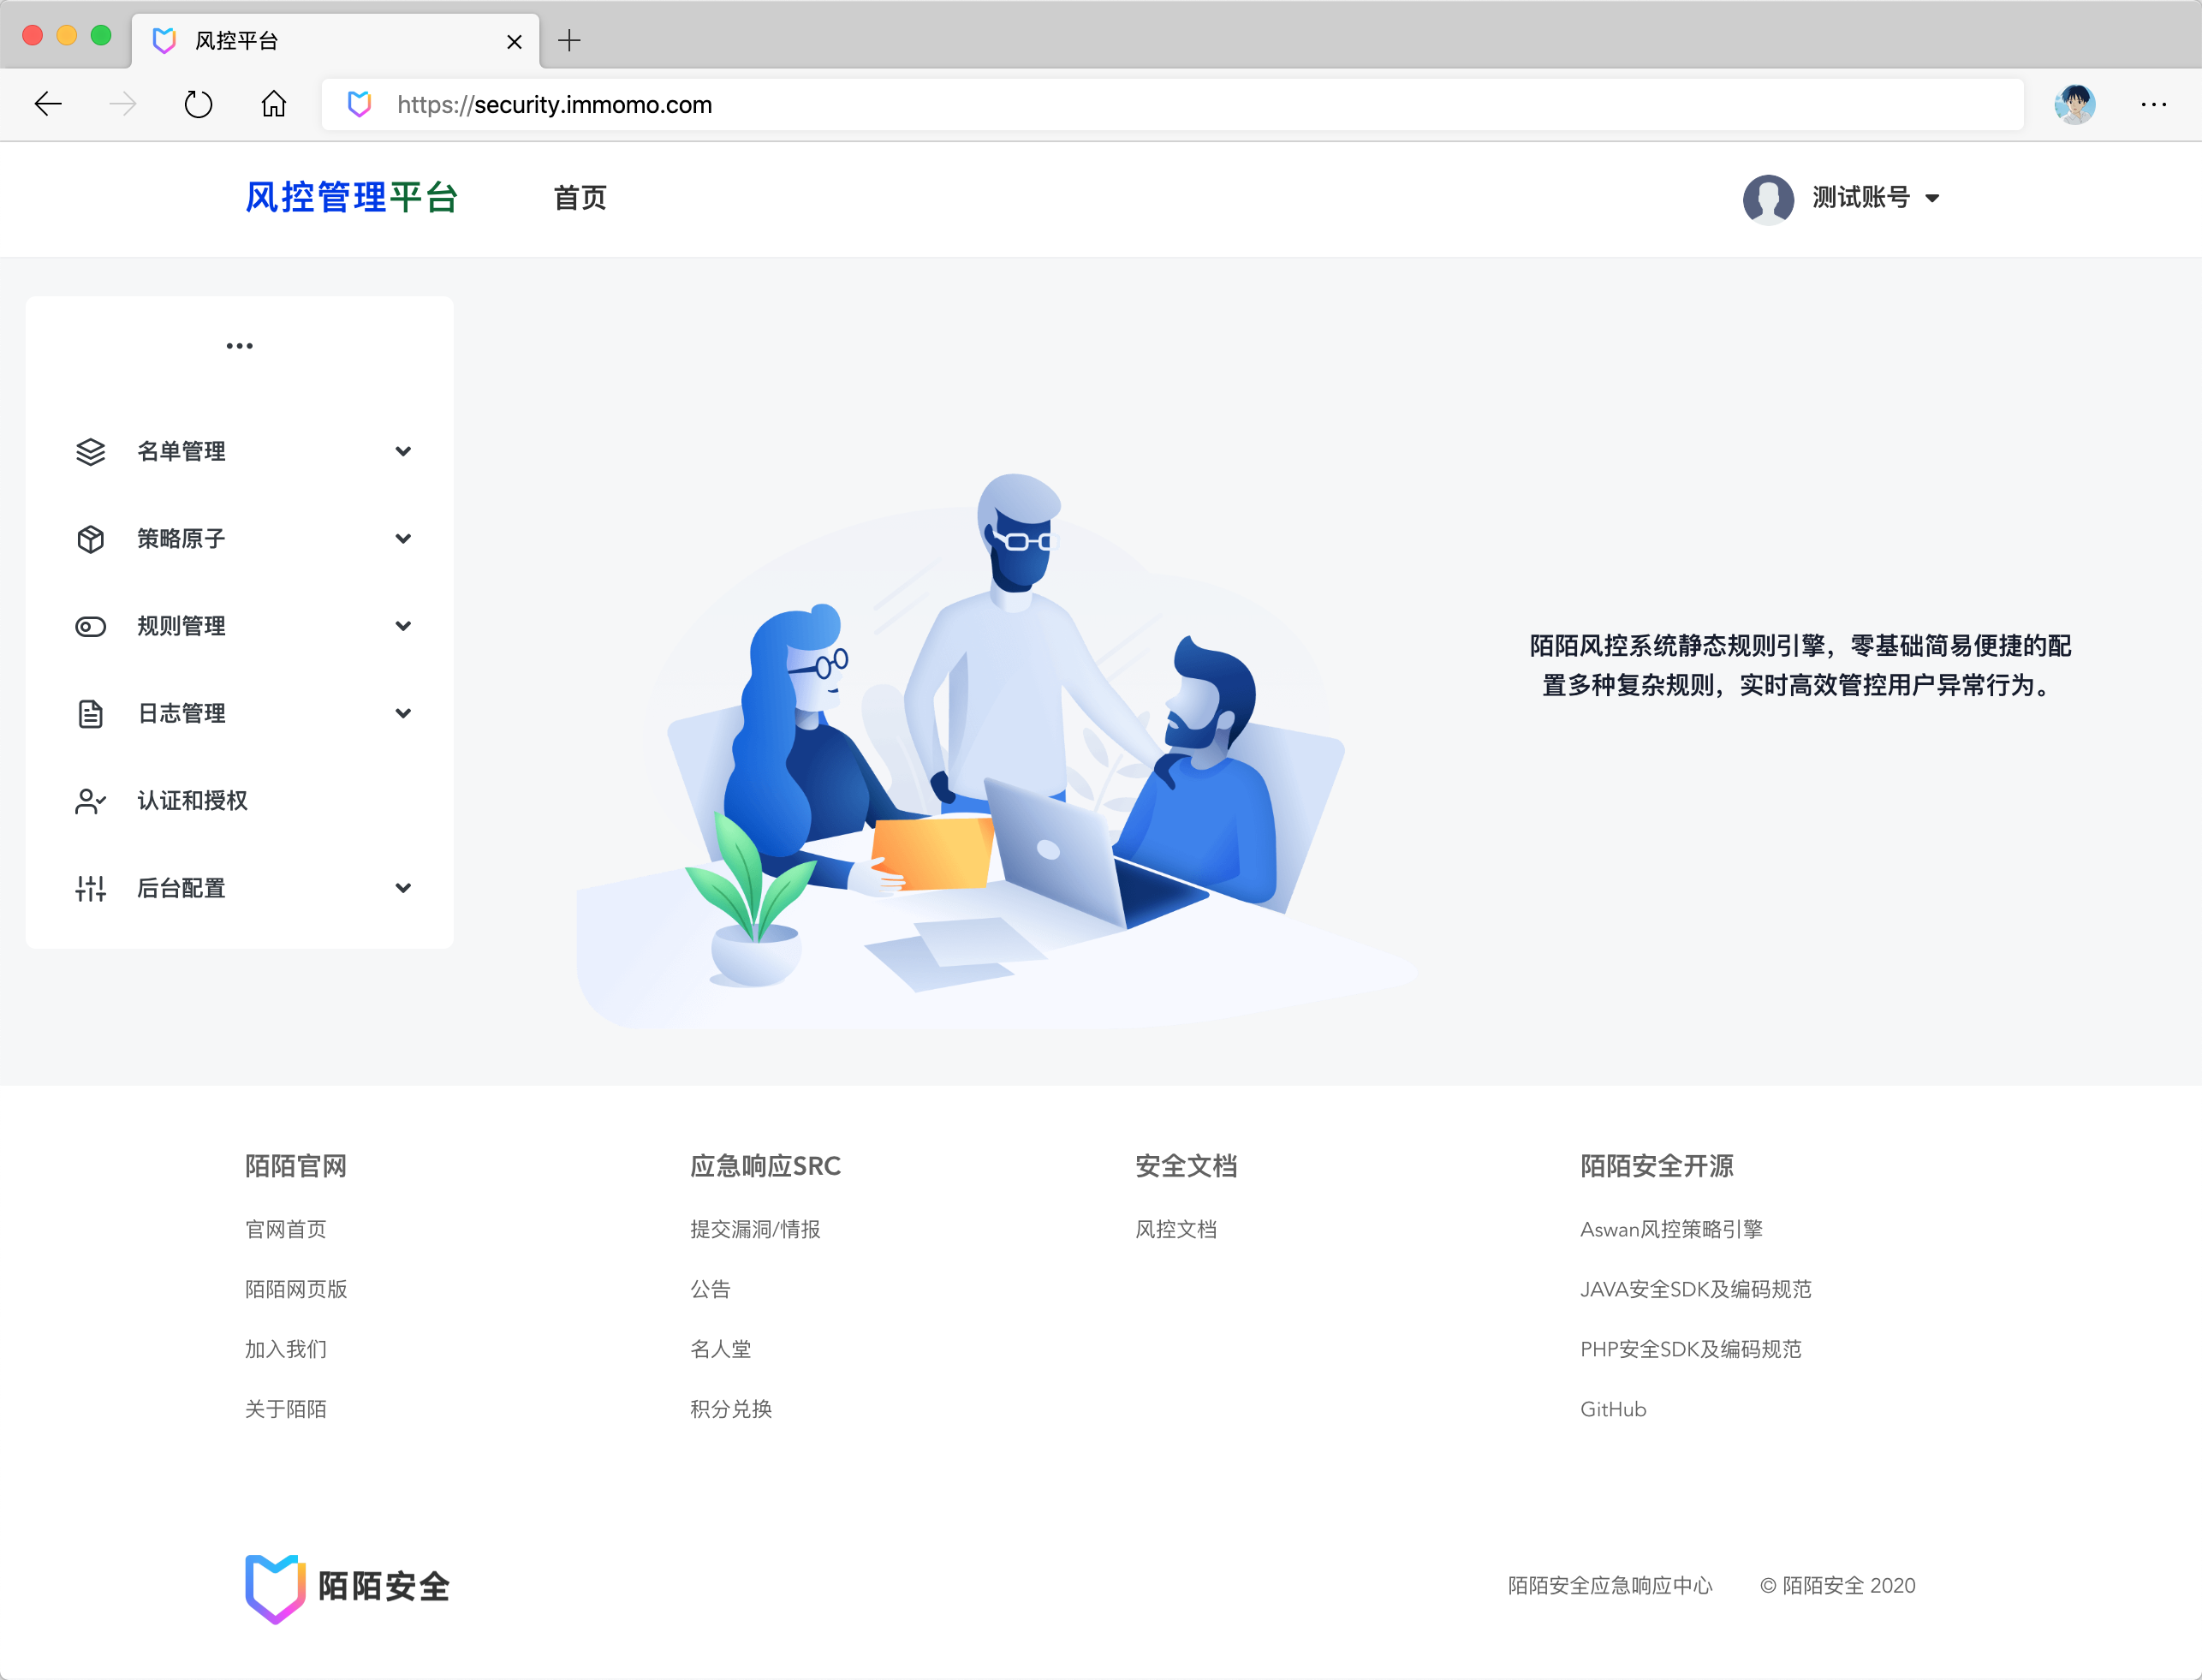 风控平台
https://security.immomo.com
风控管理平台
首页
测试账号
名单管理
策略原子
规则管理
日志管理
认证和授权
后台配置
陌陌风控系统静态规则引擎，零基础简易便捷的配
置多种复杂规则，实时高效管控用户异常行为。
陌陌官网
官网首页
陌陌网页版
加入我们
关于陌陌
应急响应SRC
提交漏洞/情报
公告
名人堂
积分兑换
安全文档
风控文档
陌陌安全开源
Aswan风控策略引擎
JAVA安全SDK及编码规范
PHP安全SDK及编码规范
GitHub
陌陌安全
陌陌安全应急响应中心
© 陌陌安全 2020